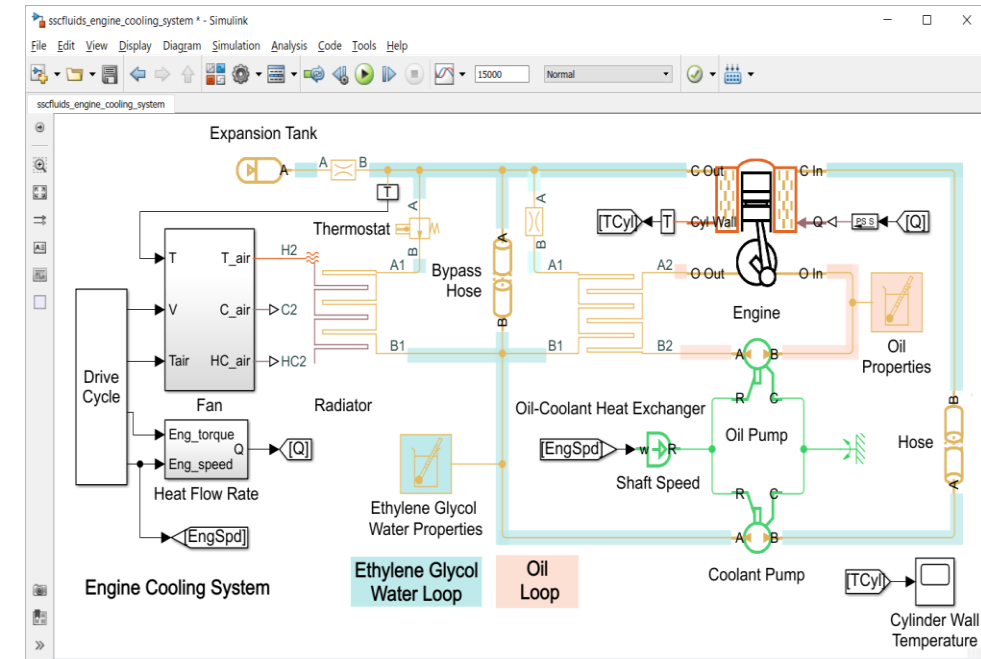 sscfluids_engine_cooling_system * - Simulink
File Edit View Display Diagram Simulation Analysis Code Tools Help
15000 Normal
sscfluids_engine_cooling_system
Expansion Tank
A A B C Out C In
T
A A
Thermostat
B B
[TCyl] T Cyl Wall Q PS S [Q]
T T_air H2
A1 Bypass A1 A2 O Out O In
Hose
A
V C_air C2
B
Engine
Tair HC_air HC2
B1 B1 B2 A B
Oil
Properties
Drive
Cycle
Fan Radiator
R C
Oil-Coolant Heat Exchanger
Oil Pump
B
Hose
A
Eng_torque
Q [Q]
Eng_speed
Heat Flow Rate
[EngSpd] w R
Shaft Speed
R C
Ethylene Glycol
Water Properties
[EngSpd]
A B
Coolant Pump
Ethylene Glycol
Water Loop
Oil
Loop
Engine Cooling System
[TCyl]
Cylinder Wall
Temperature